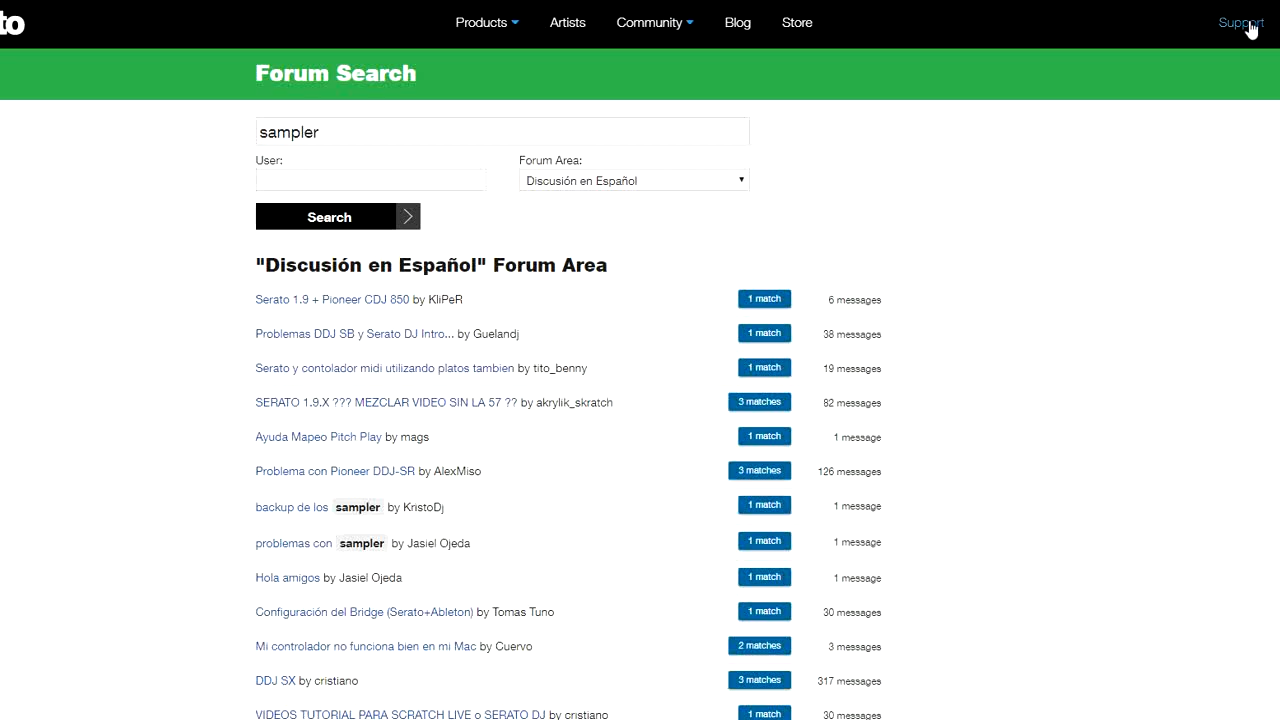 to Products Artists Community Blog Store Support
Forum Search
sampler
User: Forum Area:
Discusión en Español
Search
"Discusión en Español" Forum Area
Serato 1.9 + Pioneer CDJ 850 by KliPeR 1 match 6 messages
Problemas DDJ SB y Serato DJ Intro... by Guelandj 1 match 38 messages
Serato y contolador midi utilizando platos tambien by tito_benny 1 match 19 messages
SERATO 1.9.X ??? MEZCLAR VIDEO SIN LA 57 ?? by akrylik_skratch 3 matches 82 messages
Ayuda Mapeo Pitch Play by mags 1 match 1 message
Problema con Pioneer DDJ-SR by AlexMiso 3 matches 126 messages
backup de los sampler by KristoDj 1 match 1 message
problemas con sampler by Jasiel Ojeda 1 match 1 message
Hola amigos by Jasiel Ojeda 1 match 1 message
Configuración del Bridge (Serato+Ableton) by Tomas Tuno 1 match 30 messages
Mi controlador no funciona bien en mi Mac by Cuervo 2 matches 3 messages
DDJ SX by cristiano 3 matches 317 messages
VIDEOS TUTORIAL PARA SCRATCH LIVE o SERATO DJ by cristiano 1 match 30 messages